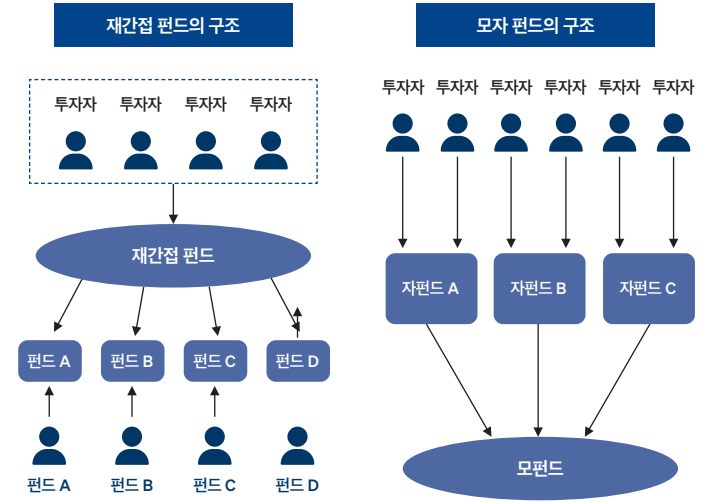 재간접 펀드의 구조
투자자 투자자 투자자 투자자
재간접 펀드
펀드 A 펀드 B 펀드 C 펀드 D
펀드 A 펀드 B 펀드 C 펀드 D
모자 펀드의 구조
투자자 투자자 투자자 투자자 투자자 투자자
자펀드 A 자펀드 B 자펀드 C
모펀드